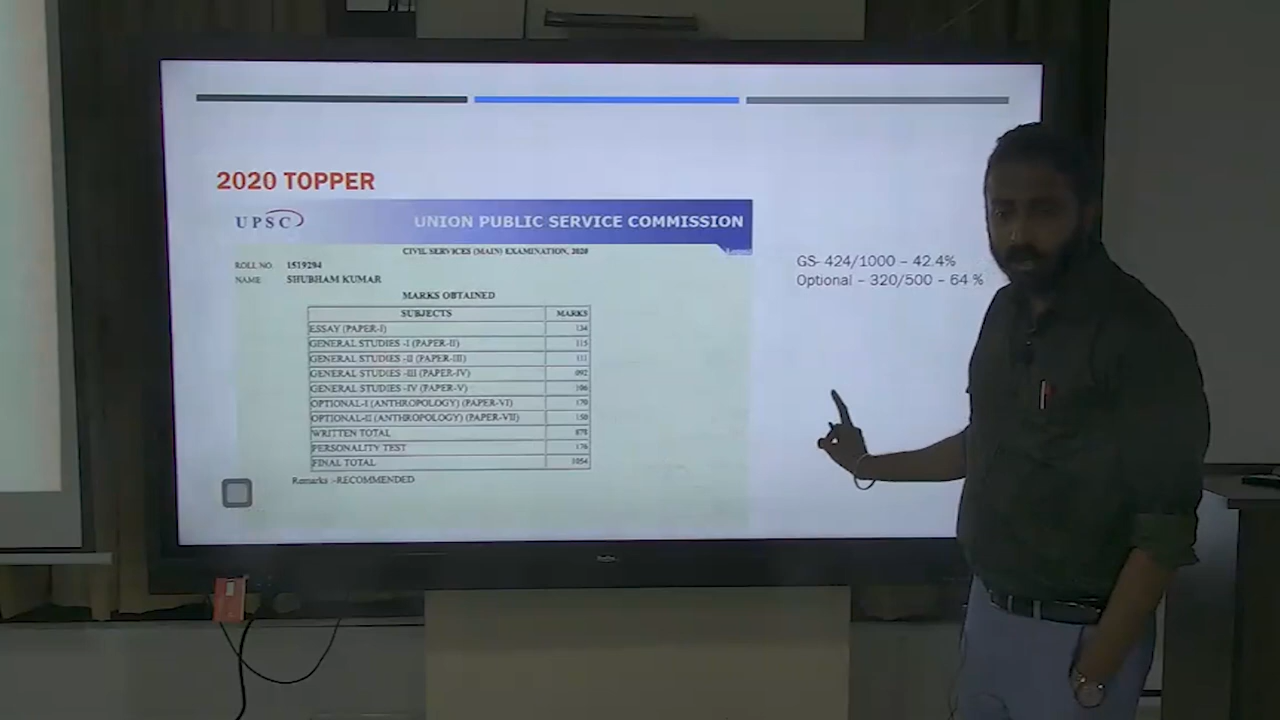 2020 TOPPER
UPSC
UNION PUBLIC SERVICE COMMISSION
CIVIL SERVICES (MAIN) EXAMINATION, 2020
ROLL NO. 1519294
NAME SHUBHAM KUMAR
MARKS OBTAINED
SUBJECTS MARKS
ESSAY (PAPER-I) 134
GENERAL STUDIES -I (PAPER-II) 115
GENERAL STUDIES -II (PAPER-III) 111
GENERAL STUDIES -III (PAPER-IV) 092
GENERAL STUDIES -IV (PAPER-V) 106
OPTIONAL-I (ANTHROPOLOGY) (PAPER-VI) 170
OPTIONAL-II (ANTHROPOLOGY) (PAPER-VII) 150
WRITTEN TOTAL 878
PERSONALITY TEST 176
FINAL TOTAL 1054
Remarks :-RECOMMENDED
GS- 424/1000 – 42.4%
Optional – 320/500 – 64 %